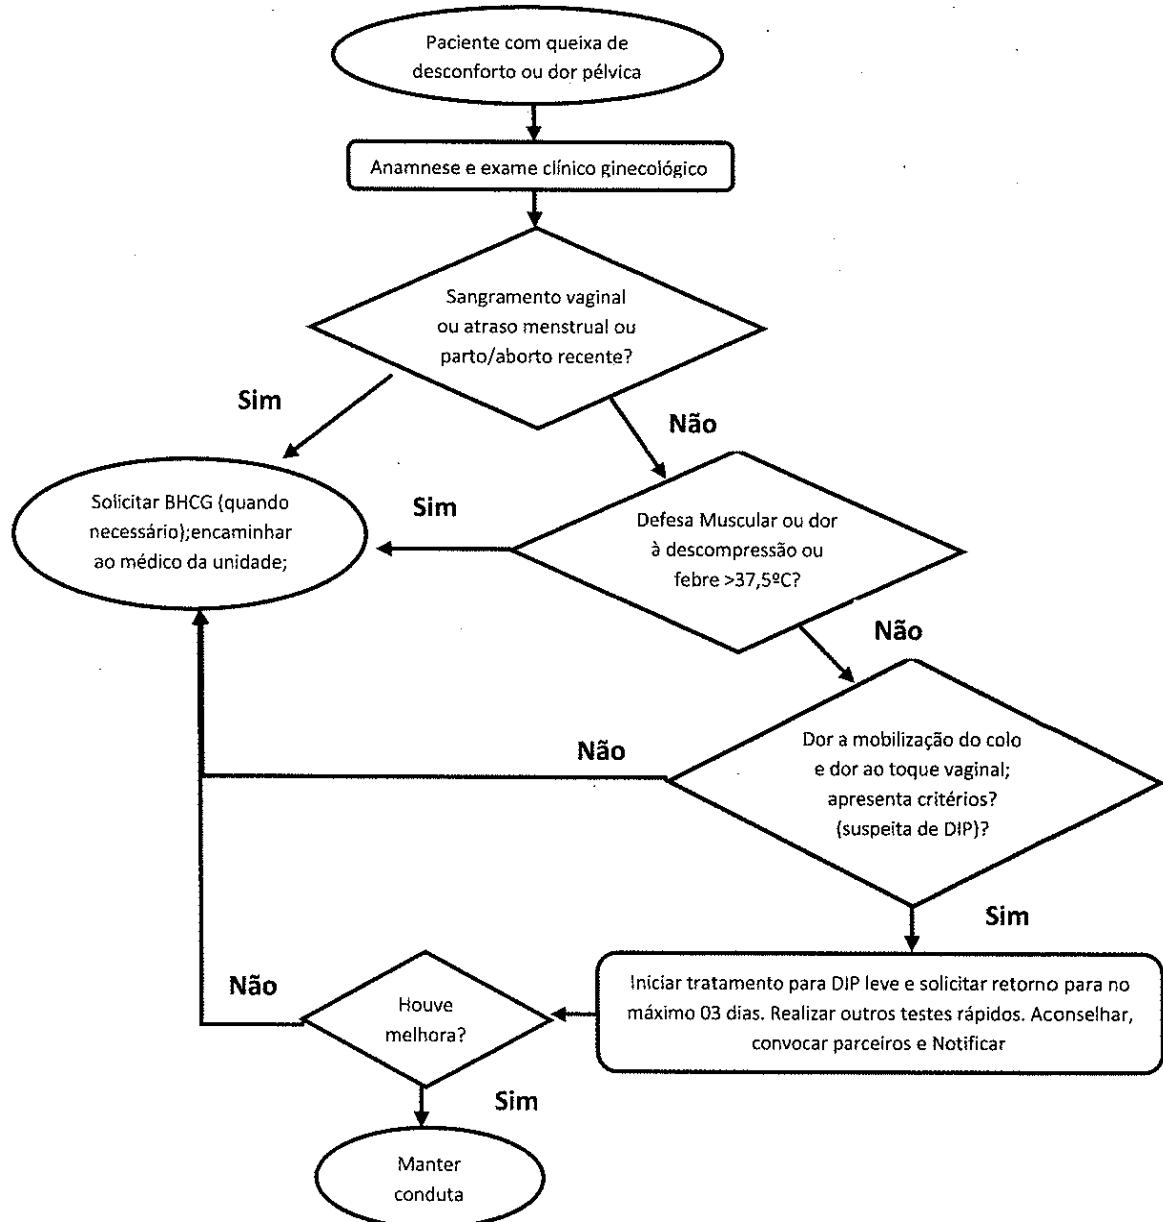 Paciente com queixa de
desconforto ou dor pélvica
Anamnese e exame clínico ginecológico
Sangramento vaginal
ou atraso menstrual ou
parto/aborto recente?
Sim
Não
Solicitar BHCG (quando
necessário);encaminhar
ao médico da unidade;
Sim
Defesa Muscular ou dor
à descompressão ou
febre >37,5ºC?
Não
Não
Dor a mobilização do colo
e dor ao toque vaginal;
apresenta critérios?
(suspeita de DIP)?
Sim
Não
Houve
melhora?
Iniciar tratamento para DIP leve e solicitar retorno para no
máximo 03 dias. Realizar outros testes rápidos. Aconselhar,
convocar parceiros e Notificar
Sim
Manter
conduta